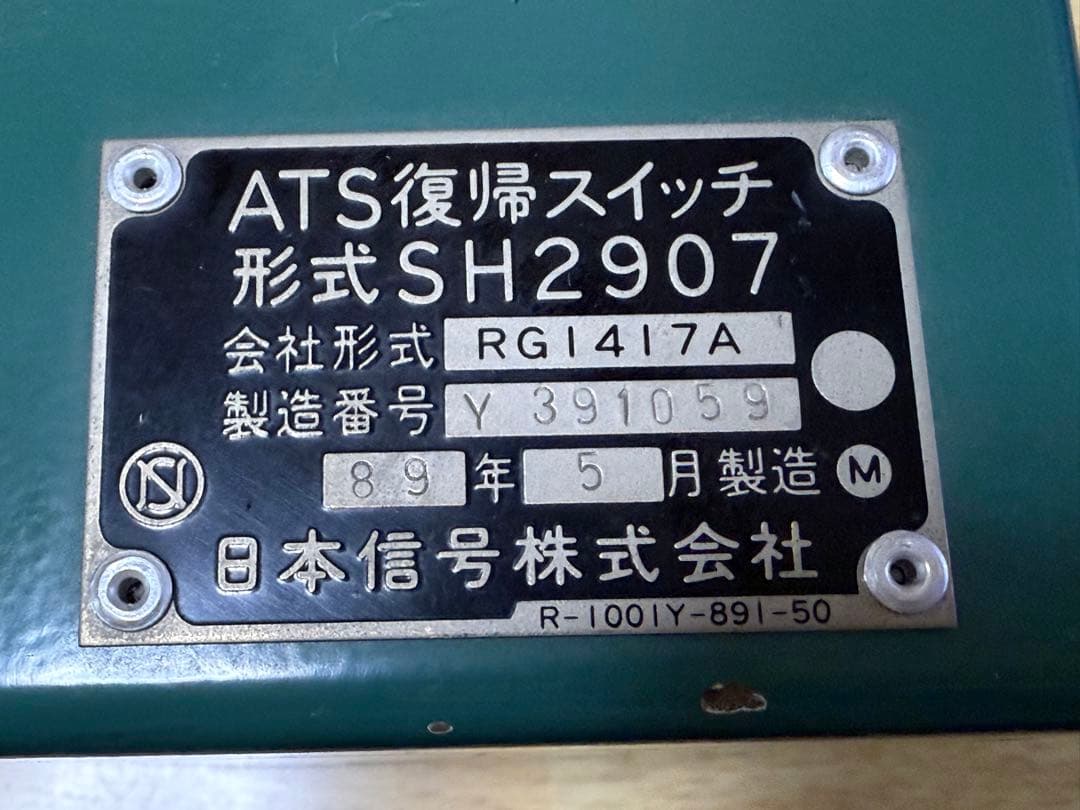 ATS復帰スイッチ
形式SH2907
会社形式 RG1417A
製造番号 Y 391059
89年 5月製造 M
日本信号株式会社
R-1001Y-891-50